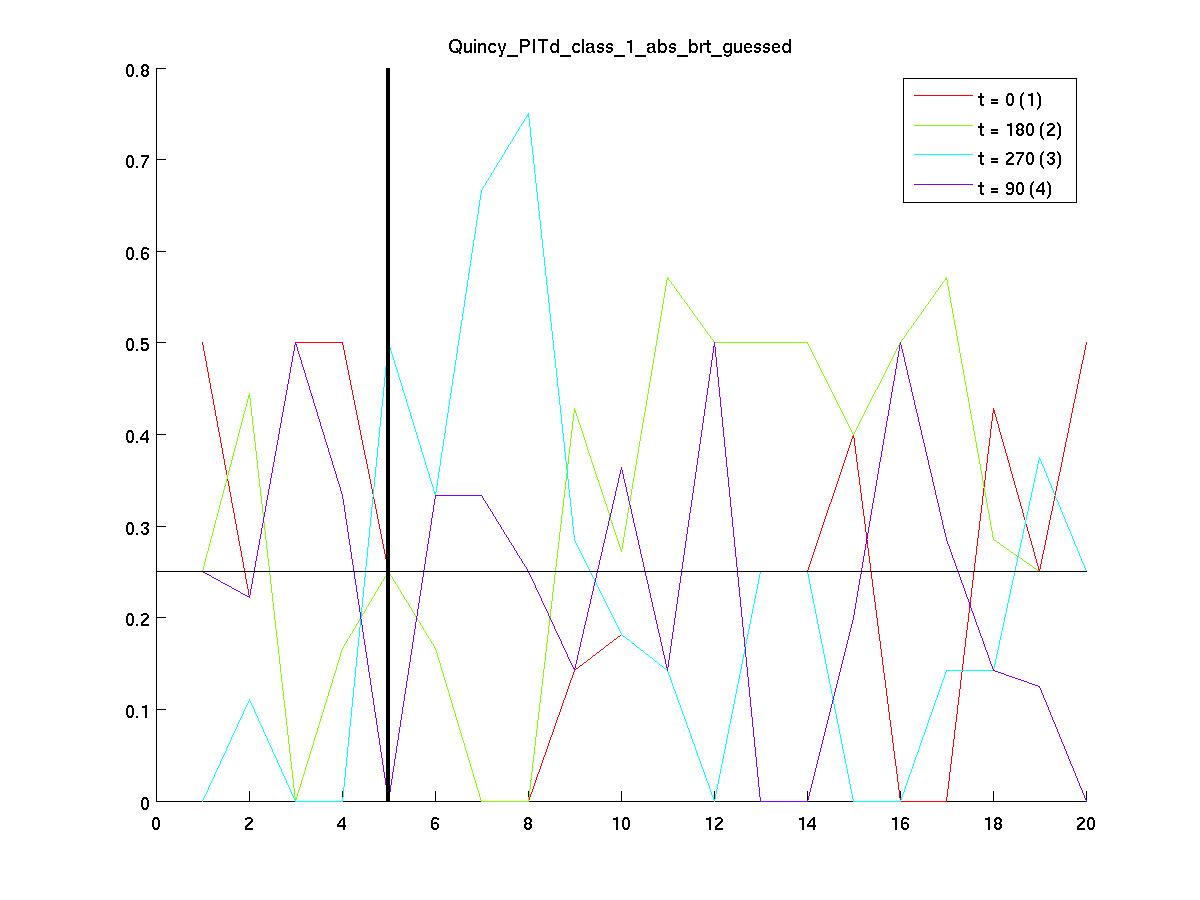 Quincy_PITd_class_1_abs_brt_guessed
t = 0 (1)
t = 180 (2)
t = 270 (3)
t = 90 (4)
0.8
0.7
0.6
0.5
0.4
0.3
0.2
0.1
0
0 2 4 6 8 10 12 14 16 18 20